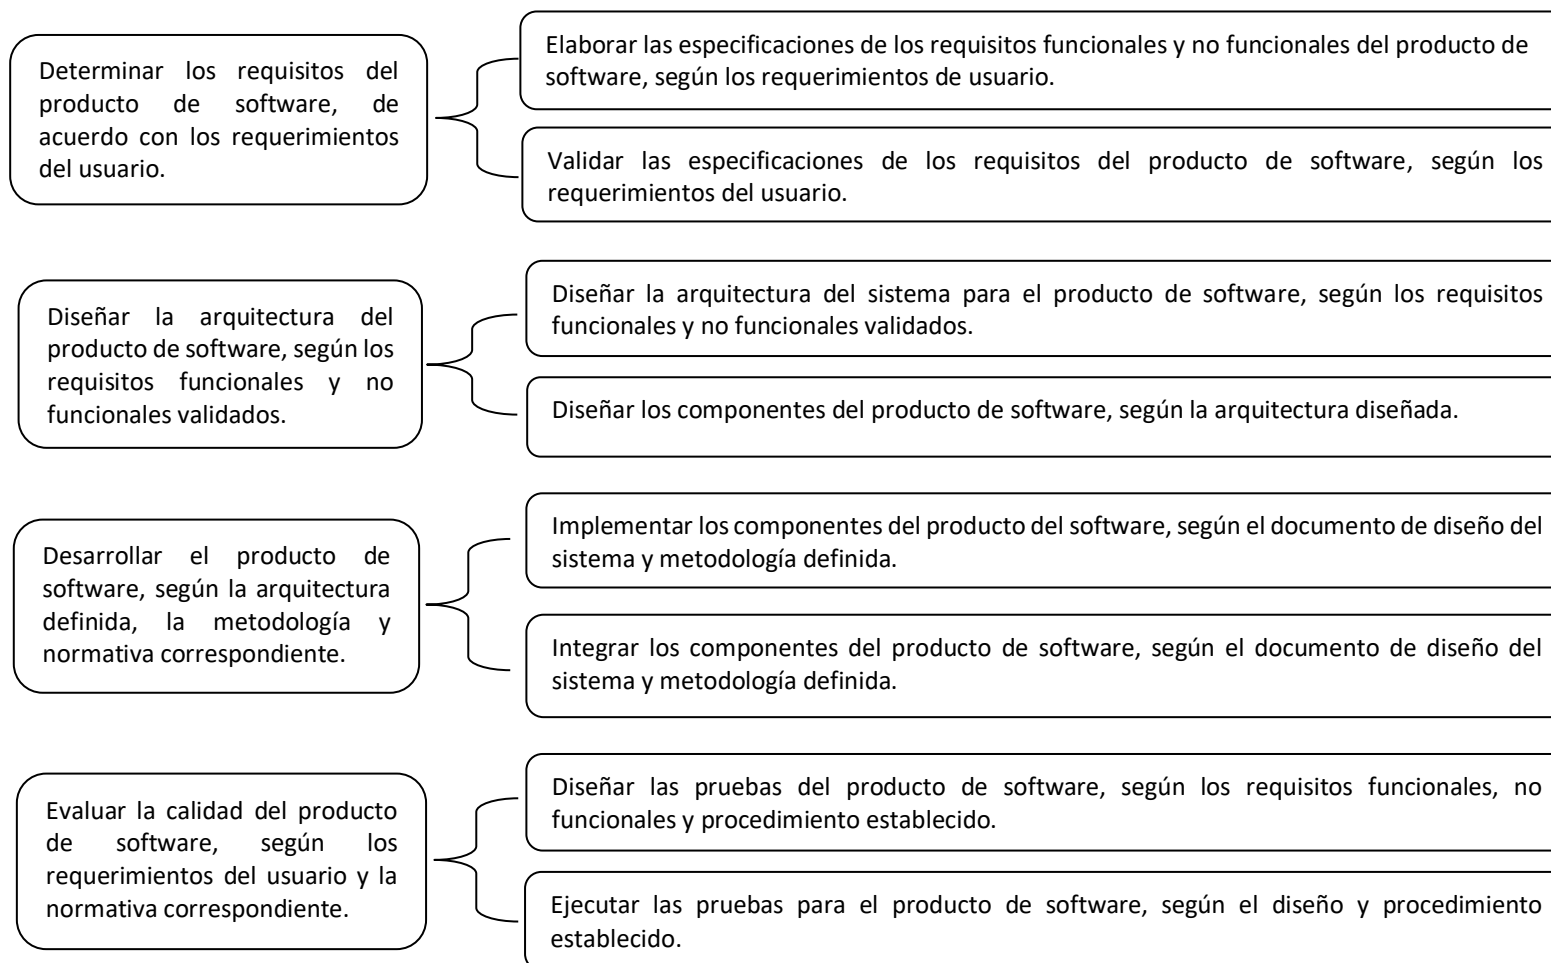 Determinar los requisitos del
producto de software, de
acuerdo con los requerimientos
del usuario.
Elaborar las especificaciones de los requisitos funcionales y no funcionales del producto de
software, según los requerimientos de usuario.
Validar las especificaciones de los requisitos del producto de software, según los
requerimientos del usuario.
Diseñar la arquitectura del
producto de software, según los
requisitos funcionales y no
funcionales validados.
Diseñar la arquitectura del sistema para el producto de software, según los requisitos
funcionales y no funcionales validados.
Diseñar los componentes del producto de software, según la arquitectura diseñada.
Desarrollar el producto de
software, según la arquitectura
definida, la metodología y
normativa correspondiente.
Implementar los componentes del producto del software, según el documento de diseño del
sistema y metodología definida.
Integrar los componentes del producto de software, según el documento de diseño del
sistema y metodología definida.
Evaluar la calidad del producto
de software, según los
requerimientos del usuario y la
normativa correspondiente.
Diseñar las pruebas del producto de software, según los requisitos funcionales, no
funcionales y procedimiento establecido.
Ejecutar las pruebas para el producto de software, según el diseño y procedimiento
establecido.